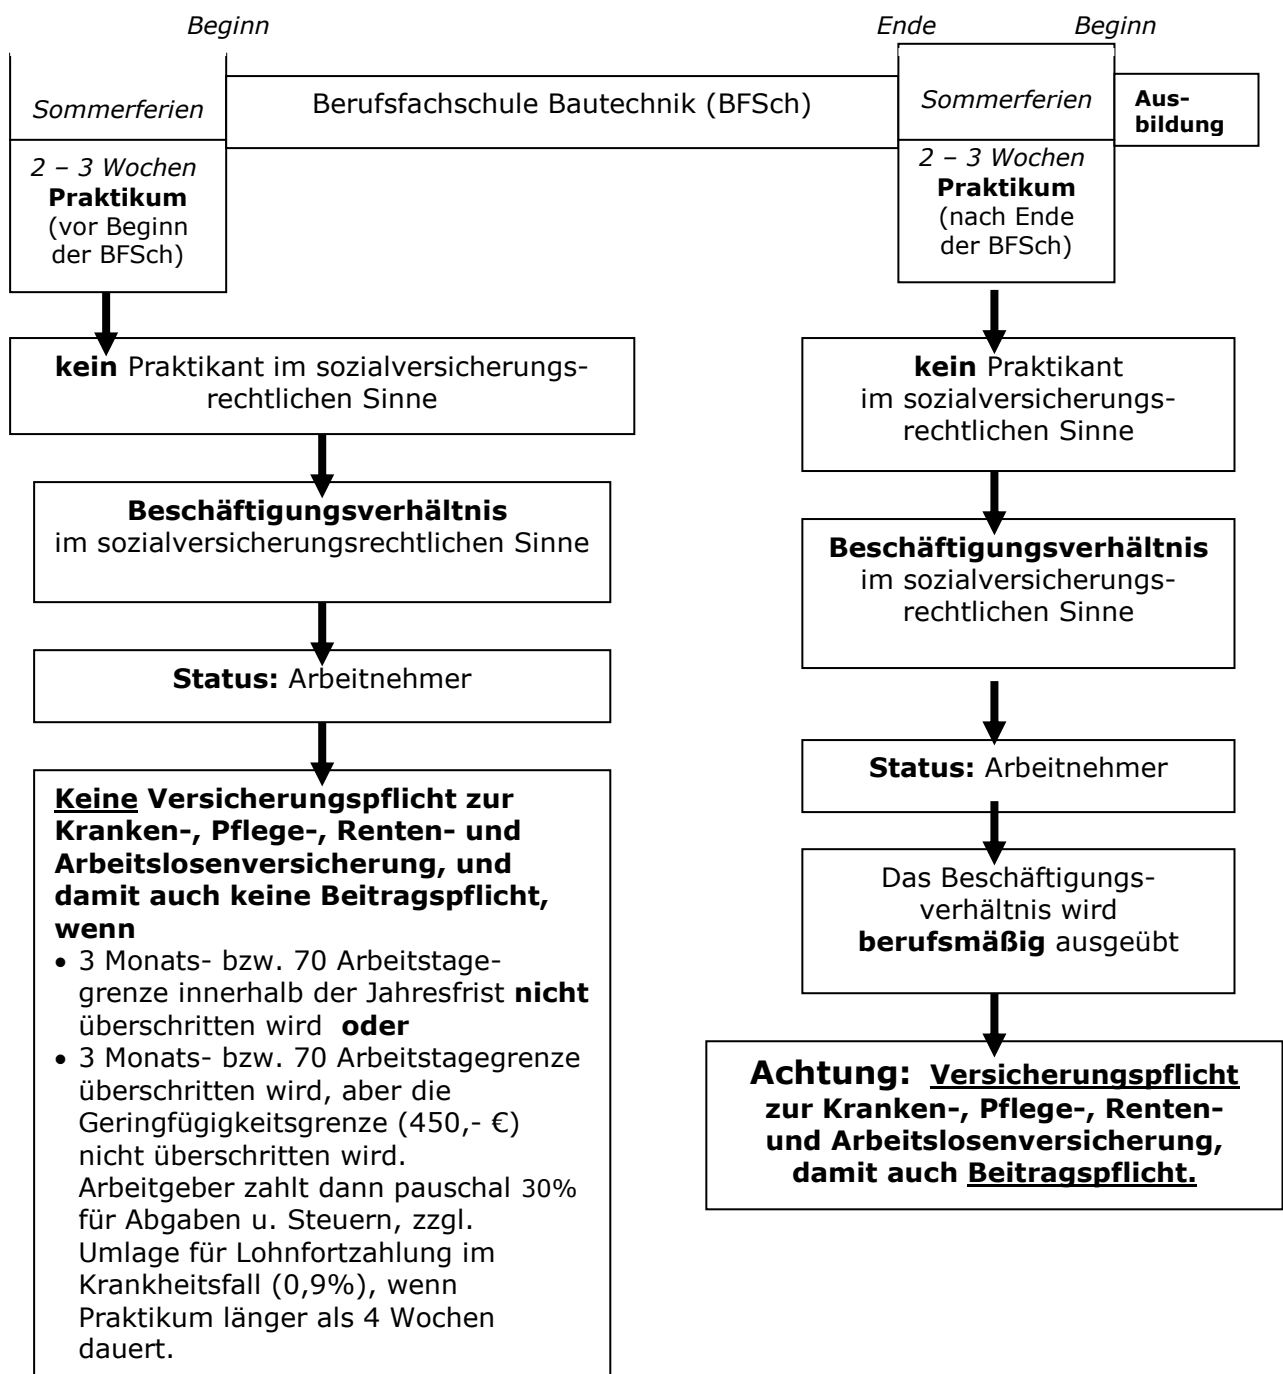 Beginn
Ende
Beginn
Sommerferien
Berufsfachschule Bautechnik (BFSch)
Sommerferien
Aus-
bildung
2 – 3 Wochen
Praktikum
(vor Beginn
der BFSch)
2 – 3 Wochen
Praktikum
(nach Ende
der BFSch)
kein Praktikant im sozialversicherungs-
rechtlichen Sinne
Beschäftigungsverhältnis
im sozialversicherungsrechtlichen Sinne
Status: Arbeitnehmer
Keine Versicherungspflicht zur
Kranken-, Pflege-, Renten- und
Arbeitslosenversicherung, und
damit auch keine Beitragspflicht,
wenn
• 3 Monats- bzw. 70 Arbeitstage-
grenze innerhalb der Jahresfrist nicht
überschritten wird oder
• 3 Monats- bzw. 70 Arbeitstagegrenze
überschritten wird, aber die
Geringfügigkeitsgrenze (450,- €)
nicht überschritten wird.
Arbeitgeber zahlt dann pauschal 30%
für Abgaben u. Steuern, zzgl.
Umlage für Lohnfortzahlung im
Krankheitsfall (0,9%), wenn
Praktikum länger als 4 Wochen
dauert.
kein Praktikant
im sozialversicherungs-
rechtlichen Sinne
Beschäftigungsverhältnis
im sozialversicherungs-
rechtlichen Sinne
Status: Arbeitnehmer
Das Beschäftigungs-
verhältnis wird
berufsmäßig ausgeübt
Achtung: Versicherungspflicht
zur Kranken-, Pflege-, Renten-
und Arbeitslosenversicherung,
damit auch Beitragspflicht.